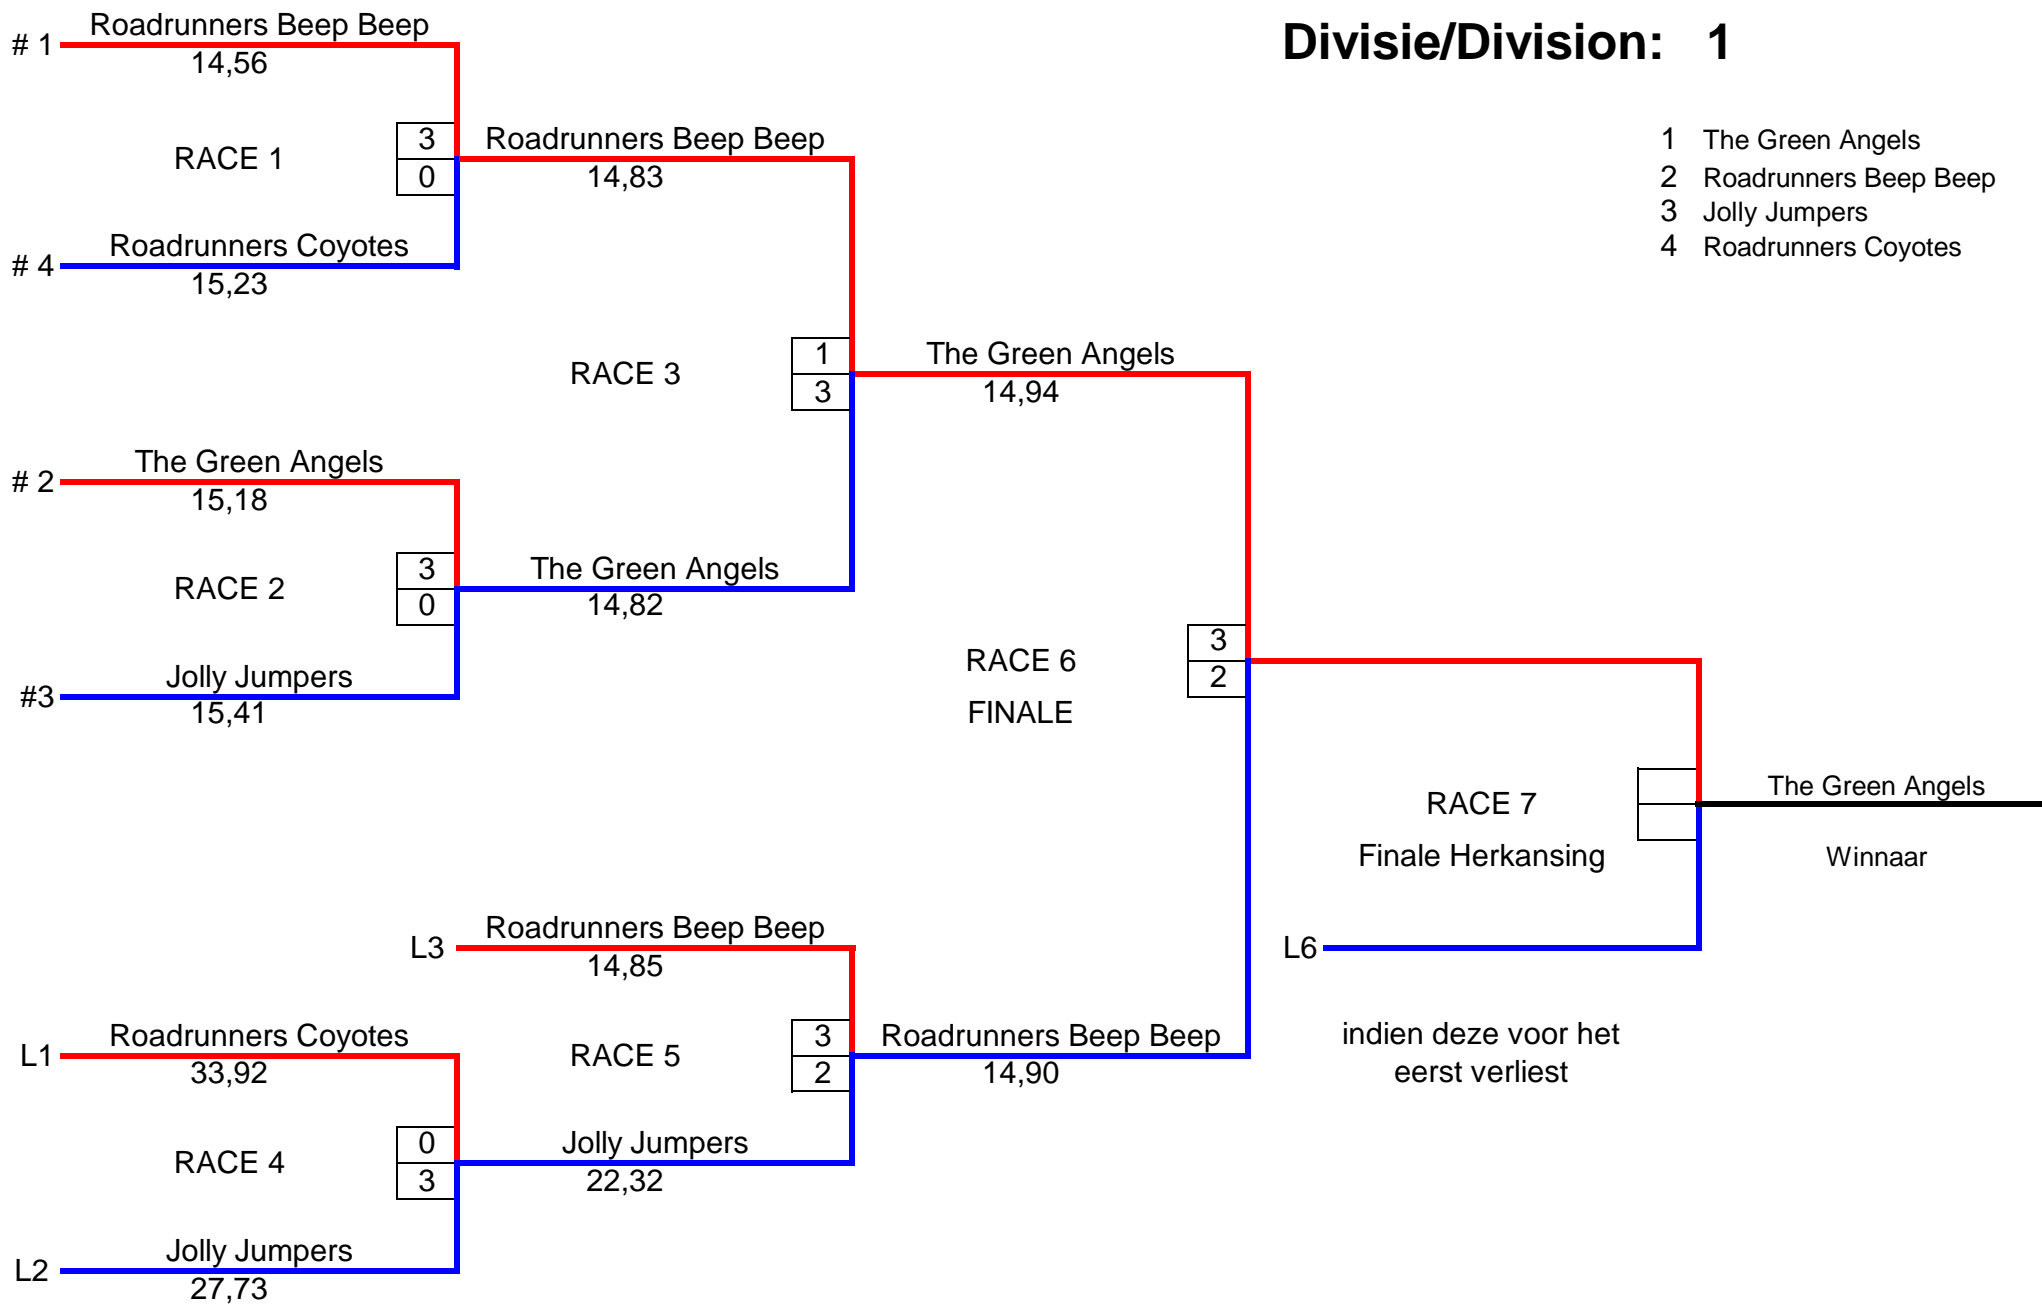 Divisie/Division: 1
1 The Green Angels
2 Roadrunners Beep Beep
3 Jolly Jumpers
4 Roadrunners Coyotes
# 1 Roadrunners Beep Beep
14,56
RACE 1
3
0
# 4 Roadrunners Coyotes
15,23
Roadrunners Beep Beep
14,83
RACE 3
1
3
# 2 The Green Angels
15,18
RACE 2
3
0
#3 Jolly Jumpers
15,41
The Green Angels
14,82
The Green Angels
14,94
RACE 6
FINALE
3
2
RACE 7
Finale Herkansing
The Green Angels
Winnaar
L6
indien deze voor het
eerst verliest
L3 Roadrunners Beep Beep
14,85
RACE 5
3
2
Roadrunners Beep Beep
14,90
L1 Roadrunners Coyotes
33,92
RACE 4
0
3
Jolly Jumpers
22,32
L2 Jolly Jumpers
27,73